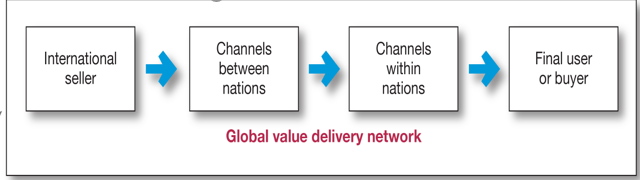 International
seller
Channels
between
nations
Channels
within
nations
Final user
or buyer
Global value delivery network